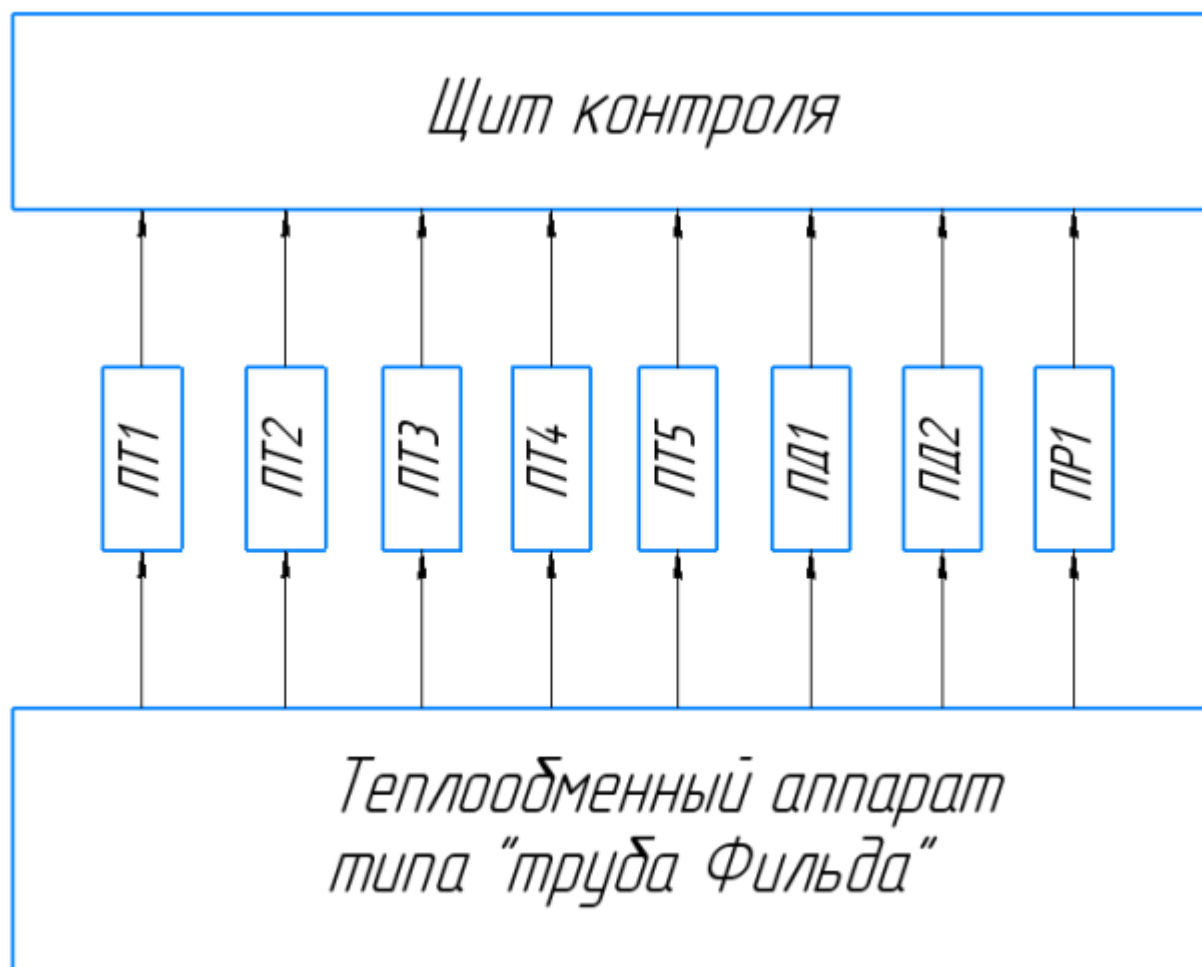 Щит контроля
ПТ1
ПТ2
ПТ3
ПТ4
ПТ5
ПД1
ПД2
ПР1
Теплообменный аппарат
типа "труба Фильда"